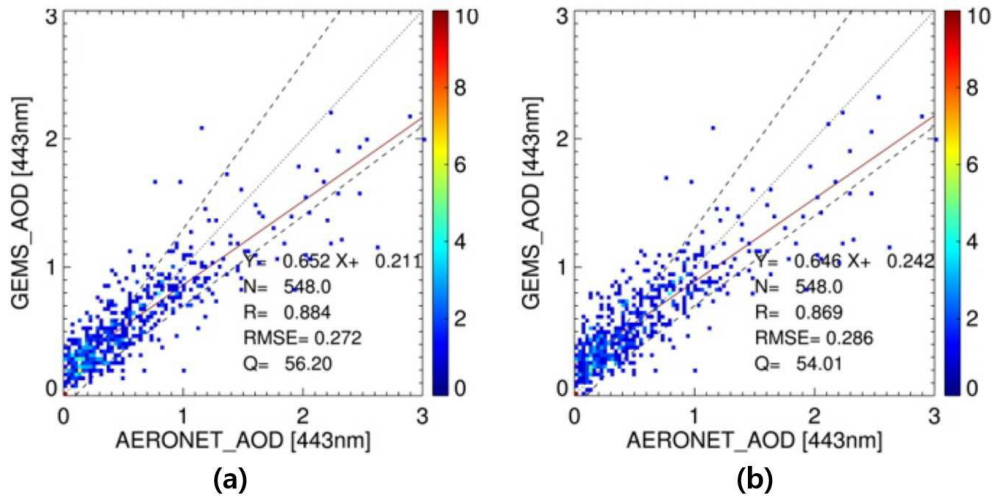 3
2
1
0
GEMS_AOD [443nm]
0
1
2
3
AERONET_AOD [443nm]
Y= 0.652 X+ 0.211
N= 548.0
R= 0.884
RMSE= 0.272
Q= 56.20
10
8
6
4
2
0
(a)
3
2
1
0
GEMS_AOD [443nm]
0
1
2
3
AERONET_AOD [443nm]
Y= 0.646 X+ 0.242
N= 548.0
R= 0.869
RMSE= 0.286
Q= 54.01
10
8
6
4
2
0
(b)